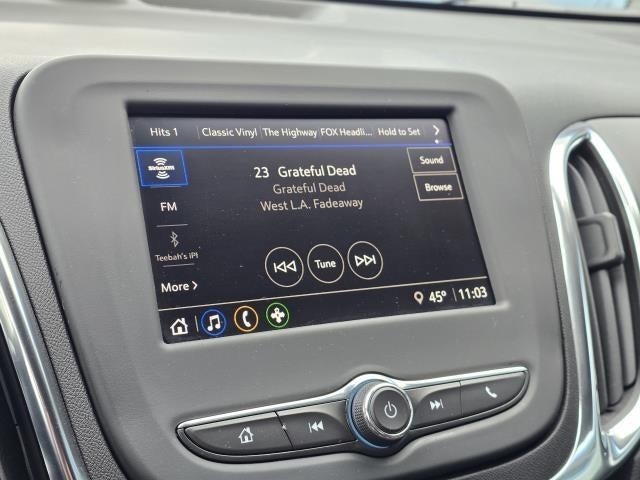 Hits 1 Classic Vinyl The Highway FOX Headli... Hold to Set
SiriusXM
23 Grateful Dead
Sound
Grateful Dead
Browse
FM
West L.A. Fadeaway
Teebah's iPl
Tune
More
45° 11:03